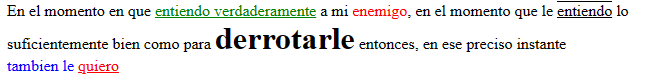 En el momento en que entiendo verdaderamente a mi enemigo, en el momento que le entiendo lo
suficientemente bien como para derrotarle entonces, en ese preciso instante
tambien le quiero